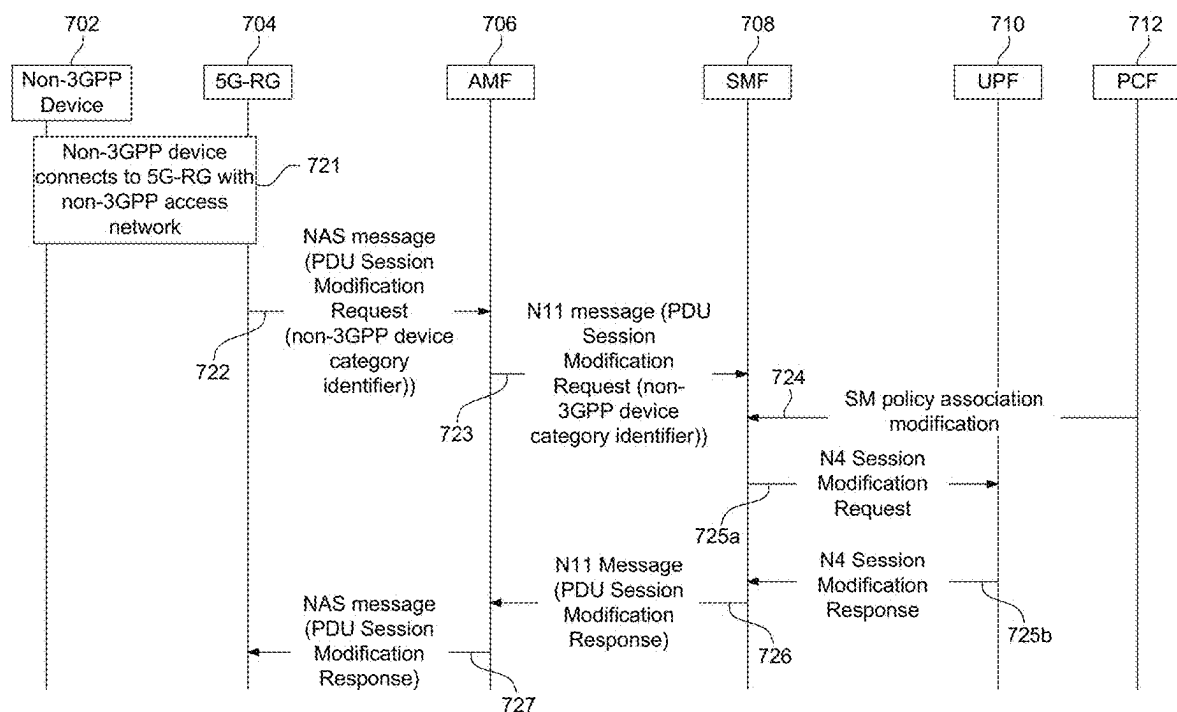 702
704
706
708
710
712
Non-3GPP
Device
5G-RG
AMF
SMF
UPF
PCF
Non-3GPP device
connects to 5G-RG with
non-3GPP access
network
721
NAS message
(PDU Session
Modification
Request
(non-3GPP device
category
identifier))
722
N11 message (PDU
Session
Modification
Request (non-
3GPP device
category identifier))
723
724
SM policy association
modification
N4 Session
Modification
Request
725a
N4 Session
Modification
Response
725b
N11 Message
(PDU Session
Modification
Response)
726
NAS message
(PDU Session
Modification
Response)
727